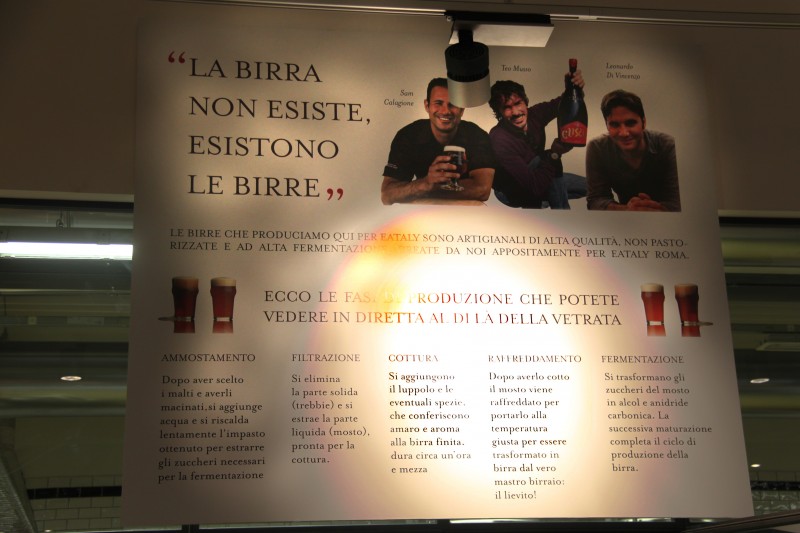 “LA BIRRA
NON ESISTE,
ESISTONO
LE BIRRE”
Sam
Calagione
Teo Musso
Leonardo
Di Vincenzo
LE BIRRE CHE PRODUCIAMO QUI PER EATALY SONO ARTIGIANALI DI ALTA QUALITÀ, NON PASTO-
RIZZATE E AD ALTA FERMENTAZIONE CREATE DA NOI APPOSITAMENTE PER EATALY ROMA.
ECCO LE FASI DI PRODUZIONE CHE POTETE
VEDERE IN DIRETTA AL DI LÀ DELLA VETRATA
AMMOSTAMENTO
Dopo aver scelto
i malti e averli
macinati, si aggiunge
acqua e si riscalda
lentamente l'impasto
ottenuto per estrarre
gli zuccheri necessari
per la fermentazione
FILTRAZIONE
Si elimina
la parte solida
(trebbie) e si
estrae la parte
liquida (mosto),
pronta per la
cottura.
COTTURA
Si aggiungono
il luppolo e le
eventuali spezie,
che conferiscono
amaro e aroma
alla birra finita.
dura circa un'ora
e mezza
RAFFREDDAMENTO
Dopo averlo cotto
il mosto viene
raffreddato per
portarlo alla
temperatura
giusta per essere
trasformato in
birra dal vero
mastro birraio:
il lievito!
FERMENTAZIONE
Si trasformano gli
zuccheri del mosto
in alcol e anidride
carbonica. La
successiva maturazione
completa il ciclo di
produzione della
birra.